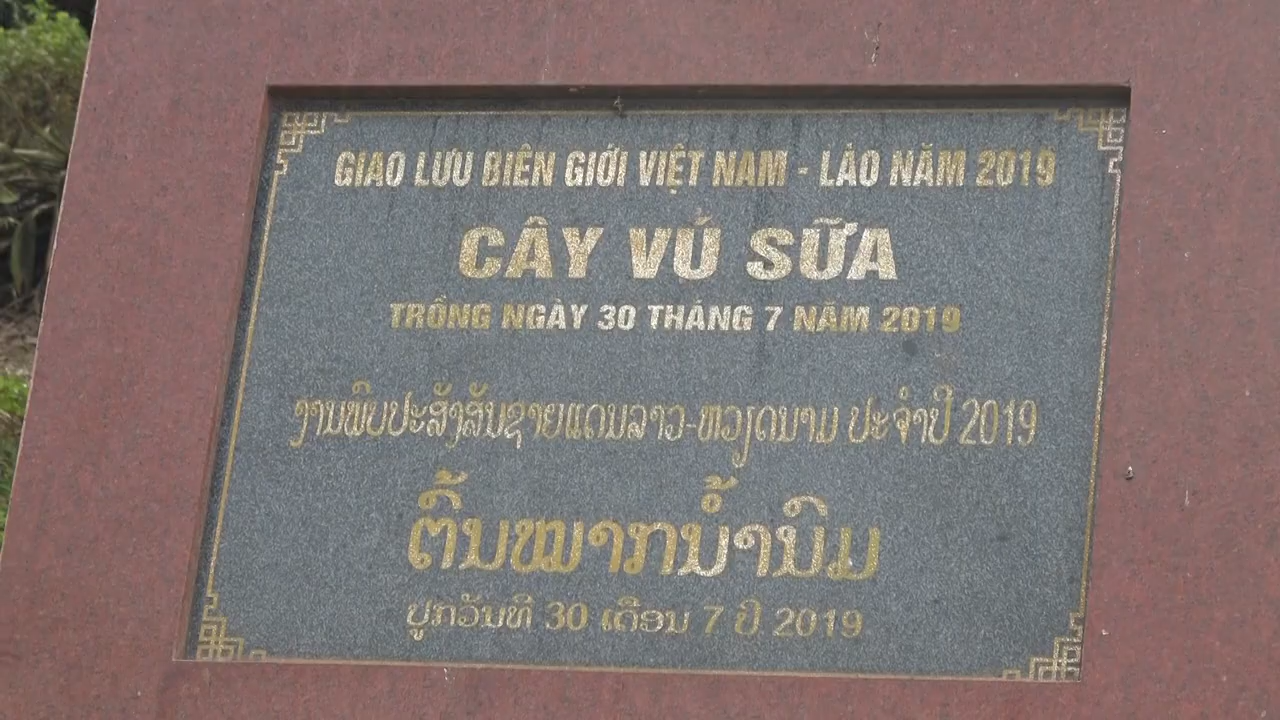 GIAO LƯU BIÊN GIỚI VIỆT NAM - LÀO NĂM 2019
CÂY VÚ SỮA
TRỒNG NGÀY 30 THÁNG 7 NĂM 2019
ງານພົບປະສັງສັນຊາຍແດນລາວ-ຫວຽດນາມ ປະຈຳປີ 2019
ຕົ້ນໝາກນ້ຳນົມ
ປູກວັນທີ 30 ເດືອນ 7 ປີ 2019